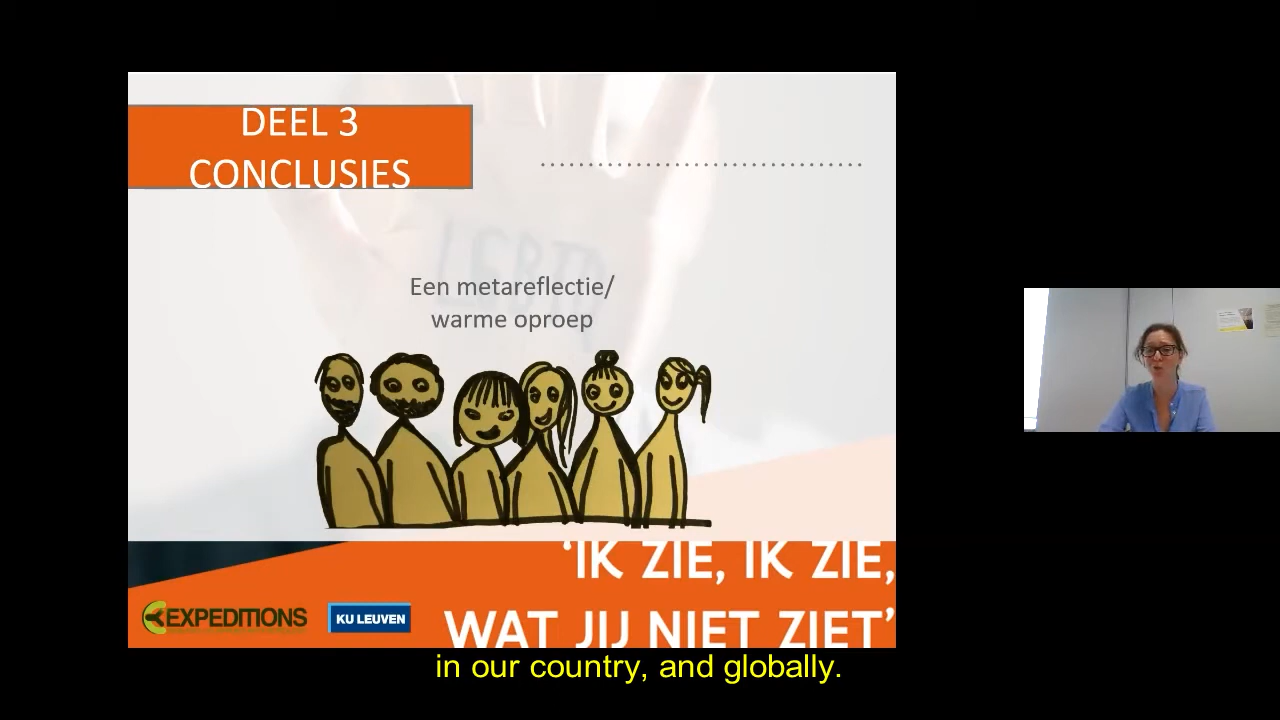 DEEL 3
CONCLUSIES
Een metareflectie/
warme oproep
‘IK ZIE, IK ZIE,
WAT JIJ NIET ZIET’
EXPEDITIONS
KU LEUVEN
in our country, and globally.